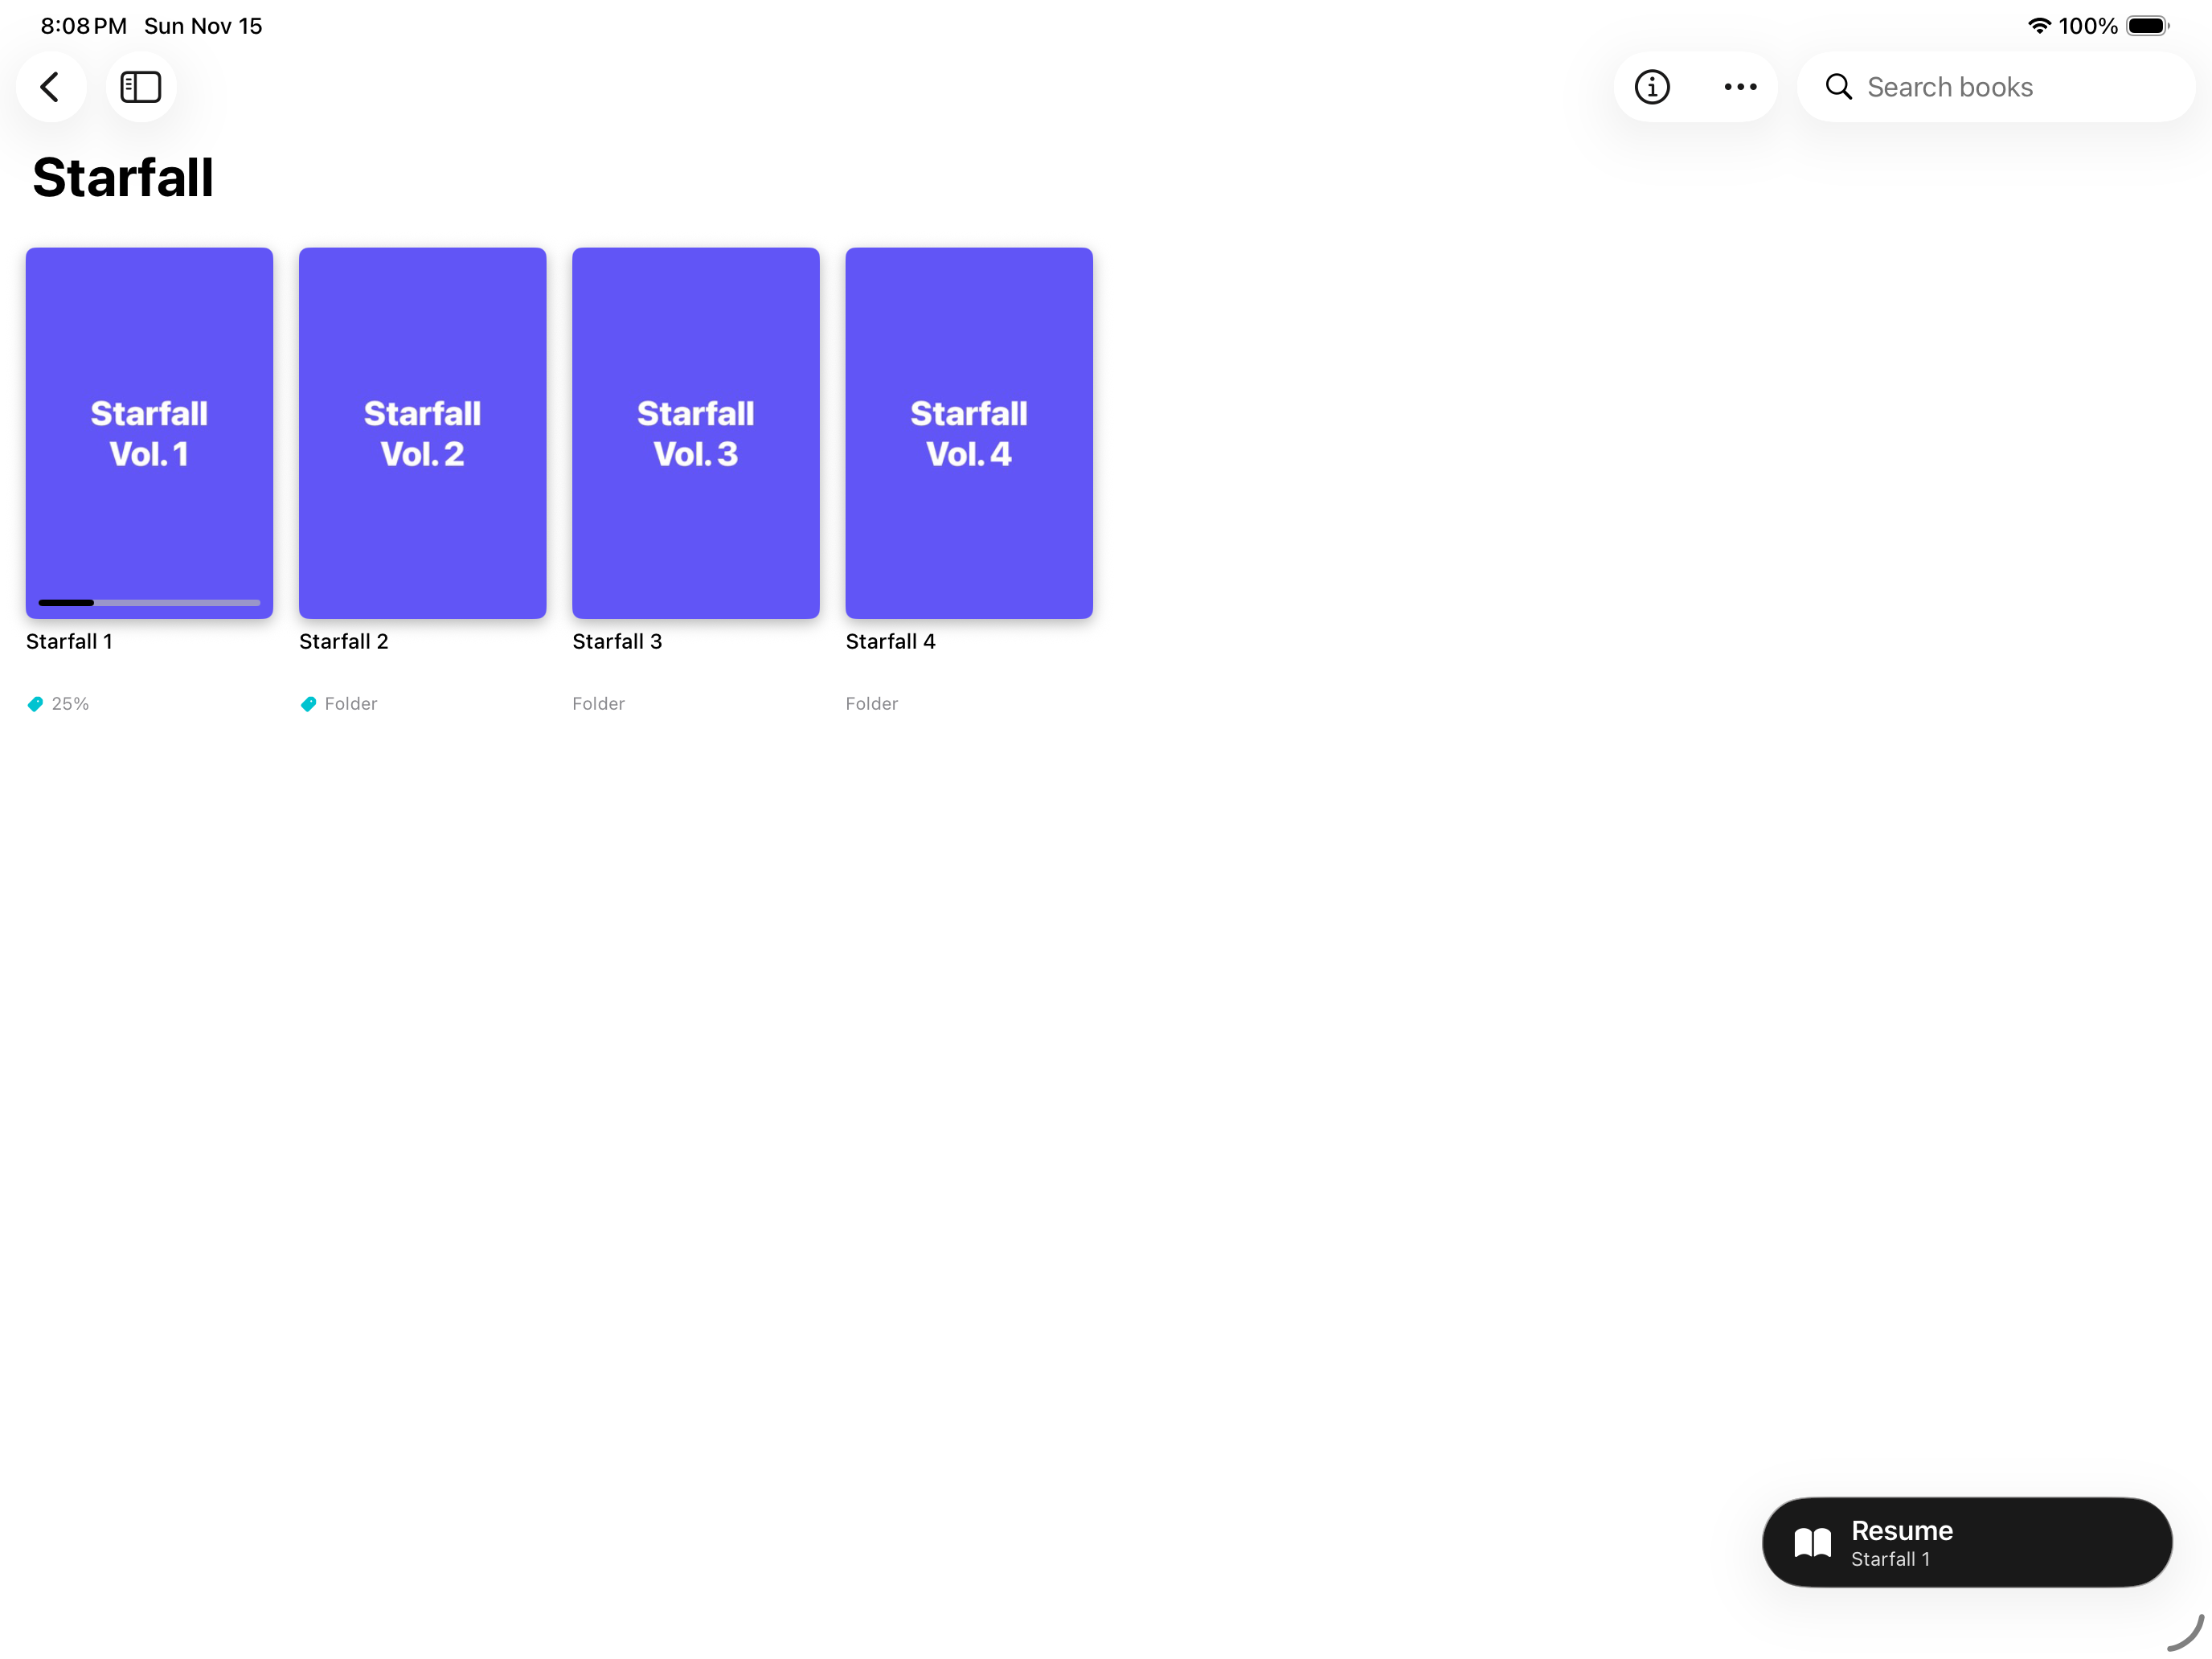 8:08 PM Sun Nov 15
100%
Search books
Starfall
Starfall
Vol. 1
Starfall
Vol. 2
Starfall
Vol. 3
Starfall
Vol. 4
Starfall 1
Starfall 2
Starfall 3
Starfall 4
25%
Folder
Folder
Folder
Resume
Starfall 1